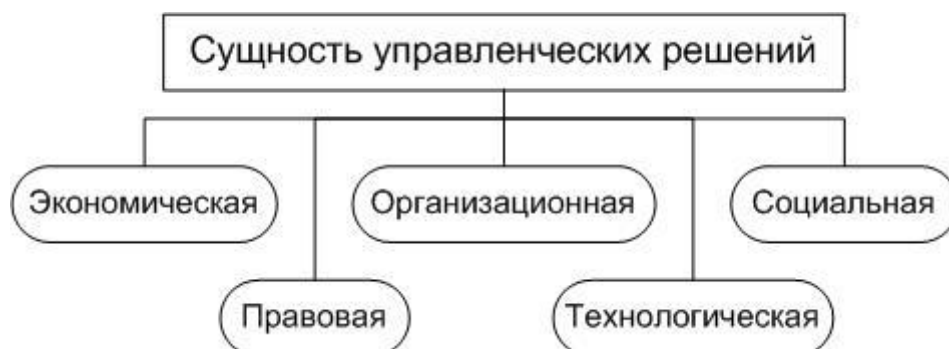 Сущность управленческих решений
Экономическая
Организационная
Социальная
Правовая
Технологическая